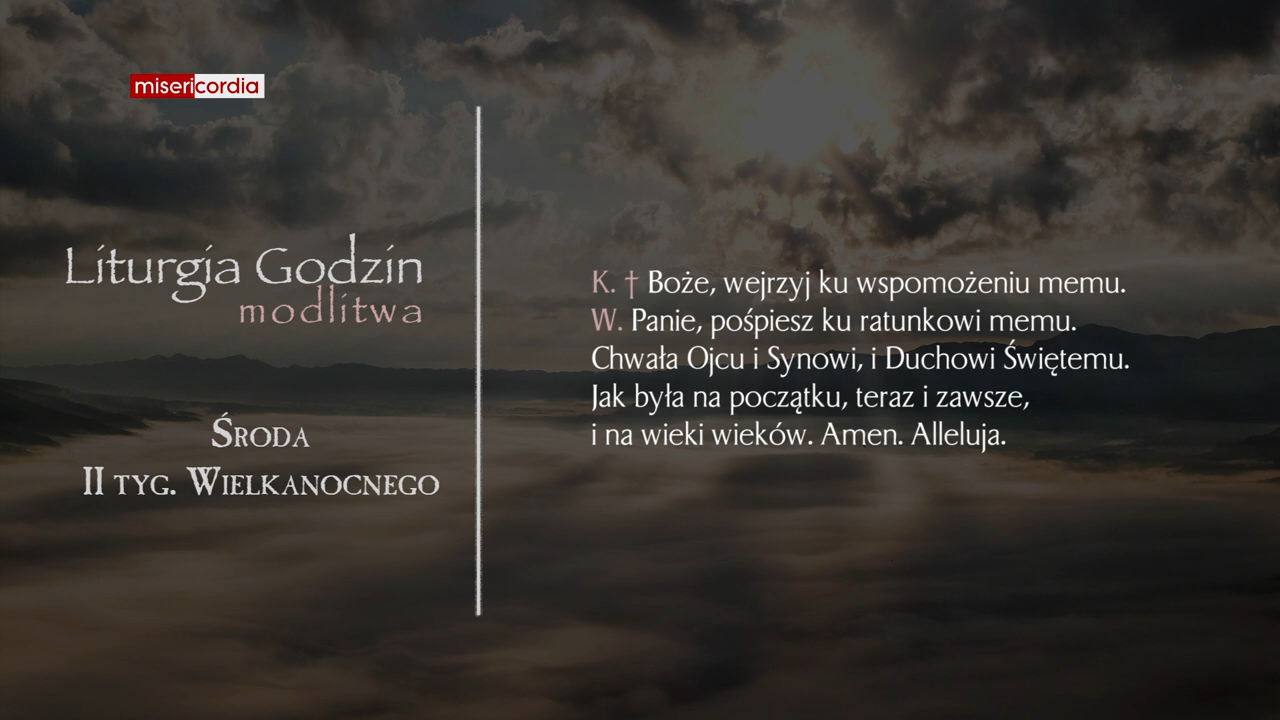 misericordia
Liturgia Godzin
modlitwa
Środa
II tyg. Wielkanocnego
K. † Boże, wejrzyj ku wspomożeniu memu.
W. Panie, pośpiesz ku ratunkowi memu.
Chwała Ojcu i Synowi, i Duchowi Świętemu.
Jak była na początku, teraz i zawsze,
i na wieki wieków. Amen. Alleluja.